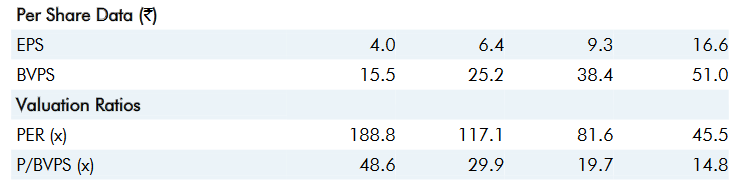 Per Share Data (₹)
EPS 4.0 6.4 9.3 16.6
BVPS 15.5 25.2 38.4 51.0
Valuation Ratios
PER (x) 188.8 117.1 81.6 45.5
P/BVPS (x) 48.6 29.9 19.7 14.8